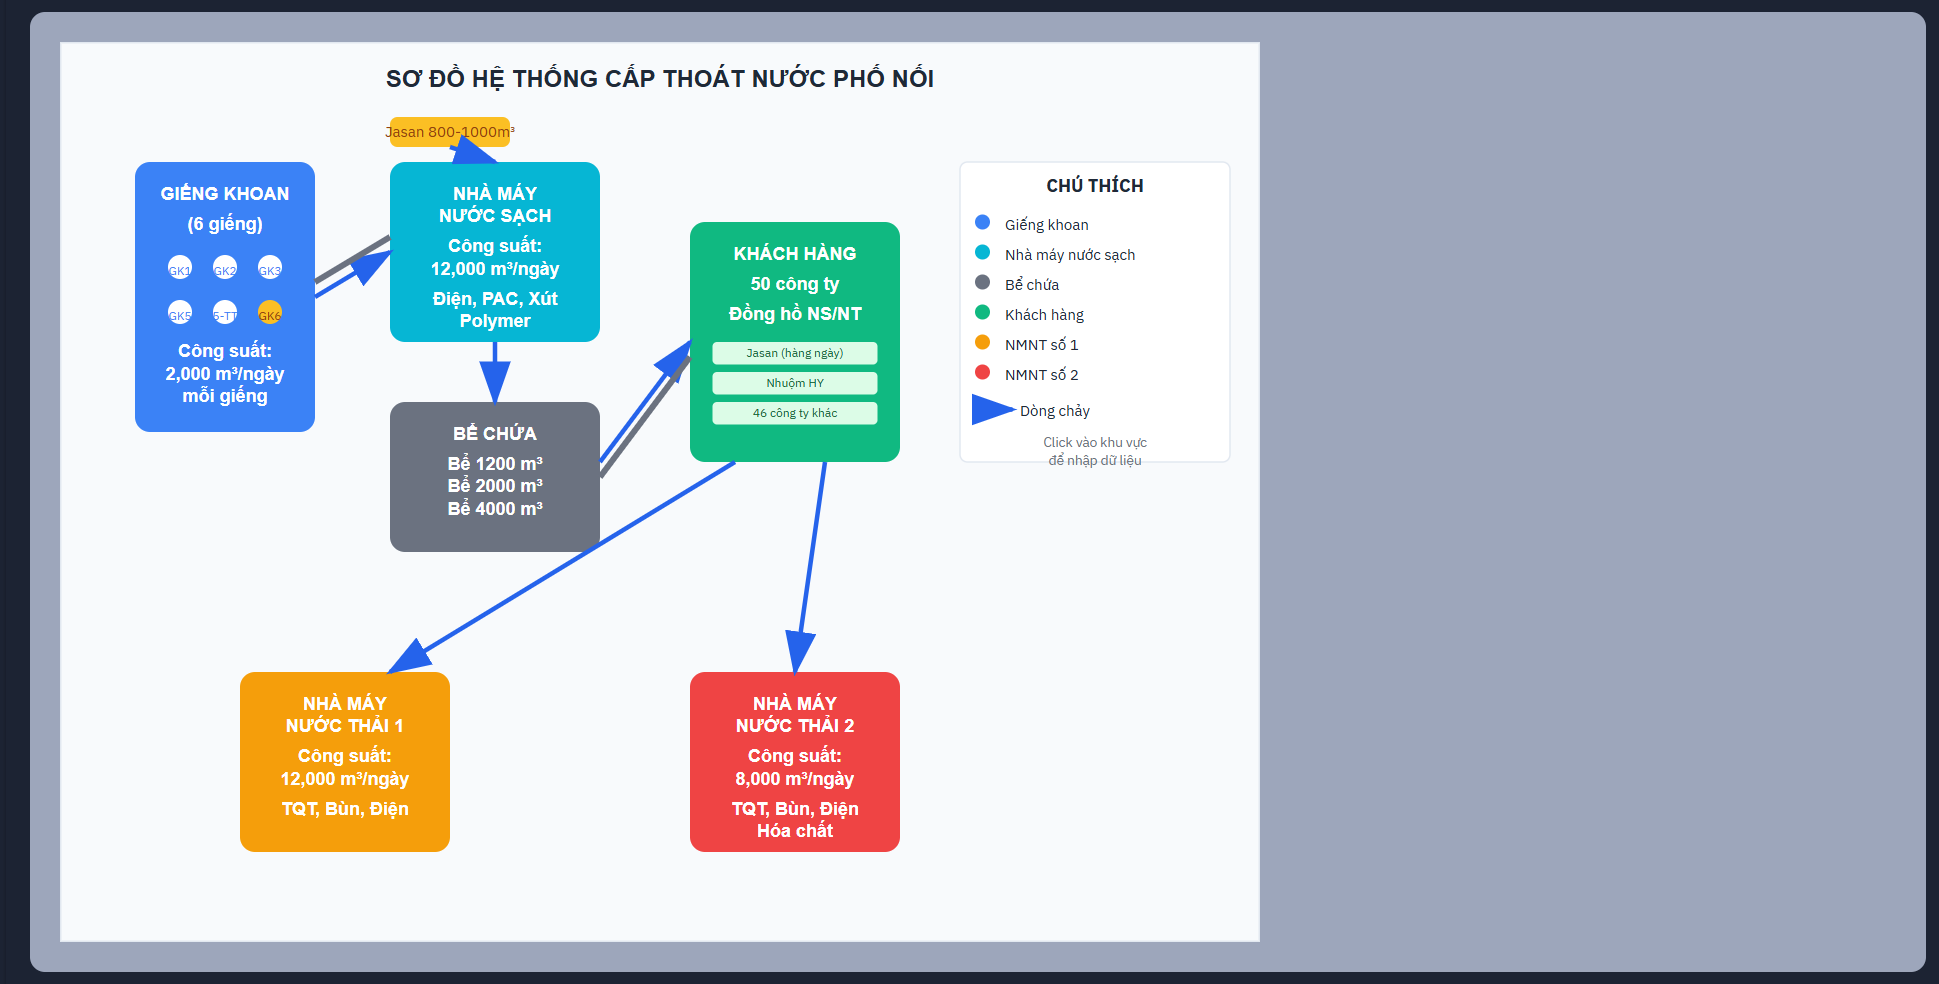 SƠ ĐỒ HỆ THỐNG CẤP THOÁT NƯỚC PHỐ NỐI
Jasan 800-1000m³
GIẾNG KHOAN
(6 giếng)
GK1 GK2 GK3
GK5 5-TT GK6
Công suất:
2,000 m³/ngày
mỗi giếng
NHÀ MÁY
NƯỚC SẠCH
Công suất:
12,000 m³/ngày
Điện, PAC, Xút
Polymer
BỂ CHỨA
Bể 1200 m³
Bể 2000 m³
Bể 4000 m³
KHÁCH HÀNG
50 công ty
Đồng hồ NS/NT
Jasan (hàng ngày)
Nhuộm HY
46 công ty khác
CHÚ THÍCH
Giếng khoan
Nhà máy nước sạch
Bể chứa
Khách hàng
NMNT số 1
NMNT số 2
Dòng chảy
Click vào khu vực
để nhập dữ liệu
NHÀ MÁY
NƯỚC THẢI 1
Công suất:
12,000 m³/ngày
TQT, Bùn, Điện
NHÀ MÁY
NƯỚC THẢI 2
Công suất:
8,000 m³/ngày
TQT, Bùn, Điện
Hóa chất